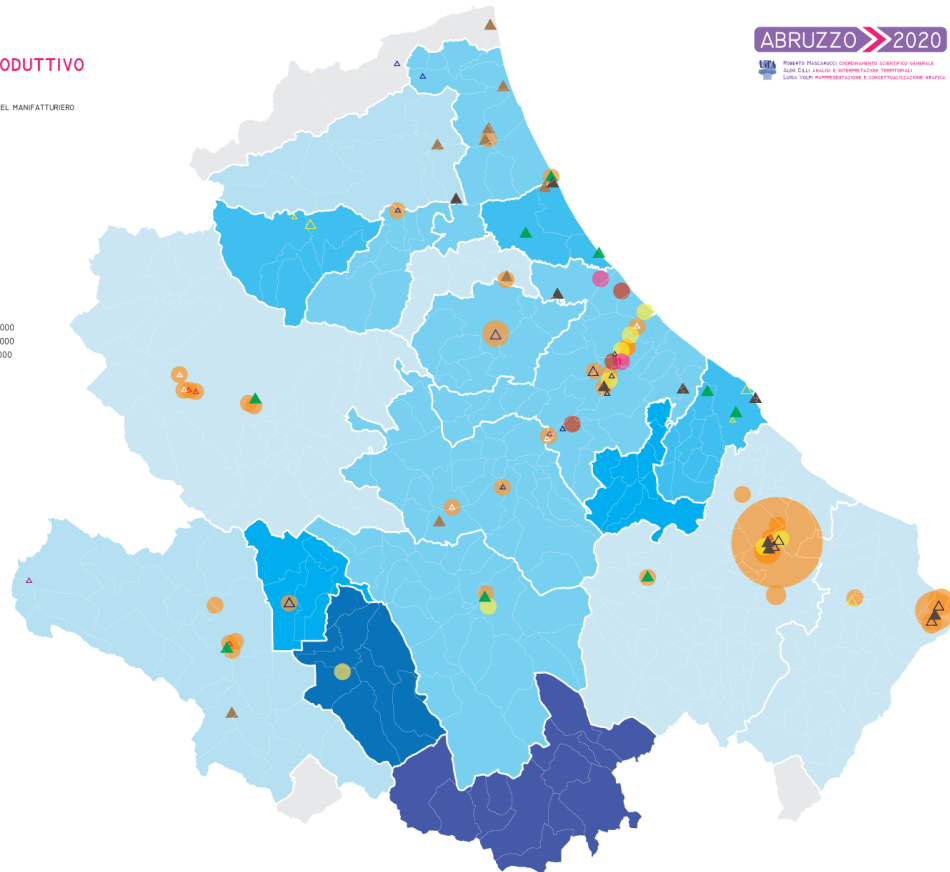 ODUTTIVO
EL MANIFATTURIERO
000
000
000
ABRUZZO 2020
ROBERTO MASCARUCCI COORDINAMENTO SCIENTIFICO GENERALE
ALDO CILLI ANALISI E INTERPRETAZIONI TERRITORIALI
LUISA VOLPI RAPPRESENTAZIONE E CONCETTUALIZZAZIONE GRAFICA